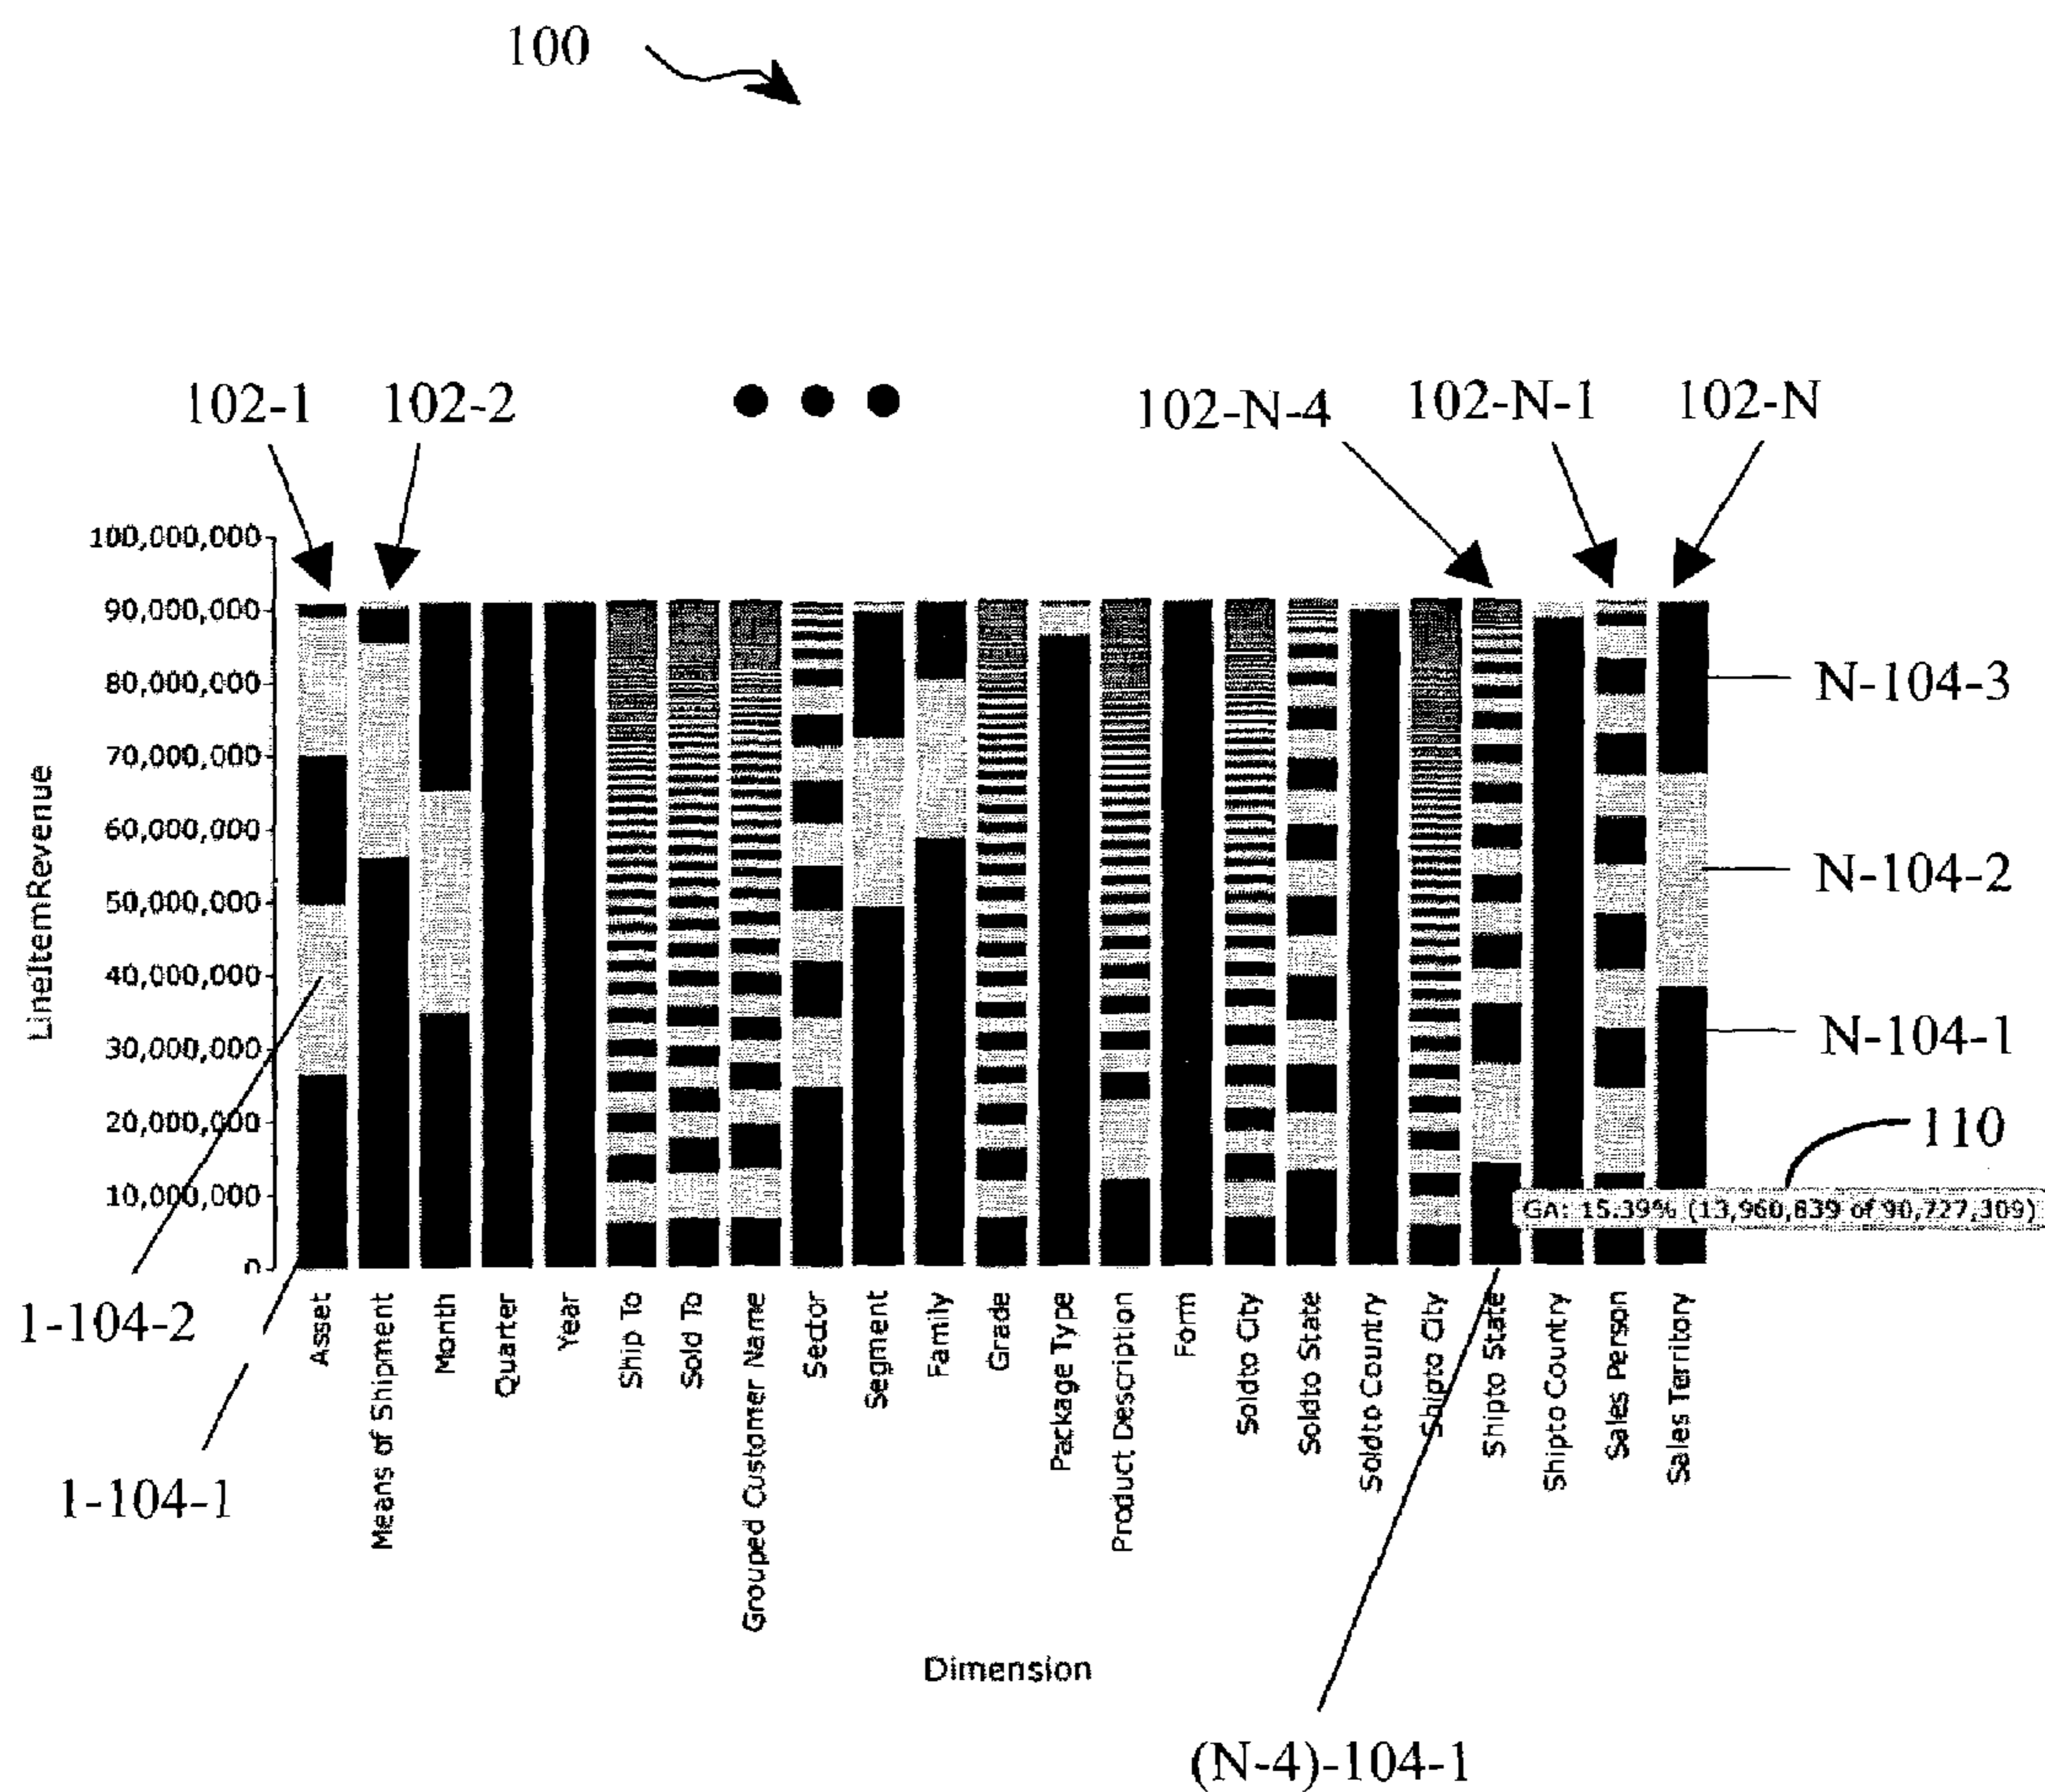 100
102-1
102-2
102-N-4
102-N-1
102-N
100,000,000
90,000,000
80,000,000
70,000,000
60,000,000
50,000,000
40,000,000
30,000,000
20,000,000
10,000,000
0
LineItemRevenue
N-104-3
N-104-2
N-104-1
110
GA: 15.39% (13,960,839 of 90,727,309)
1-104-2
1-104-1
Asset
Means of Shipment
Month
Quarter
Year
Ship To
Sold To
Grouped Customer Name
Sector
Segment
Family
Grade
Package Type
Product Description
Form
Soldto City
Soldto State
Soldto Country
Shipto City
Shipto State
Shipto Country
Sales Person
Sales Territory
Dimension
(N-4)-104-1